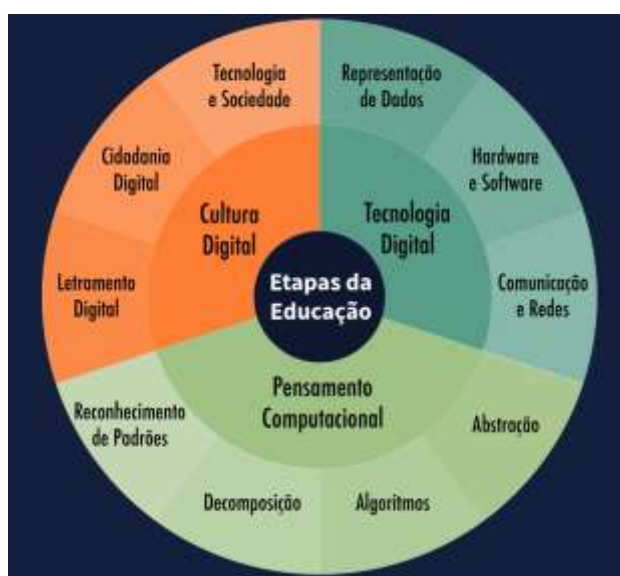 Tecnologia
e Sociedade
Representação
de Dados
Cidadania
Digital
Hardware
e Software
Cultura
Digital
Tecnologia
Digital
Letramento
Digital
Etapas da
Educação
Comunicação
e Redes
Pensamento
Computacional
Reconhecimento
de Padrões
Abstração
Decomposição
Algoritmos